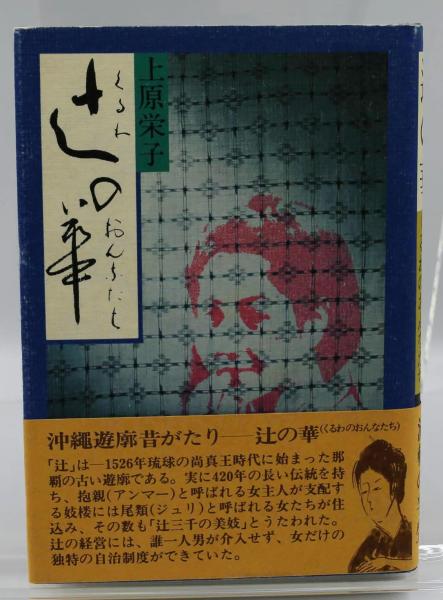 上原栄子
辻の華
くるわのおんなたち
沖縄遊廓昔がたり——辻の華(くるわのおんなたち)
「辻」は—1526年琉球の尚真王時代に始まった那
覇の古い遊廓である。実に420年の長い伝統を持
ち、抱親(アンマー)と呼ばれる女主人が支配す
る妓楼には尾類(ジュリ)と呼ばれる女たちが住
込み、その数も「辻三千の美妓」とうたわれた。
辻の経営には、誰一人男が介入せず、女だけの
独特の自治制度ができていた。